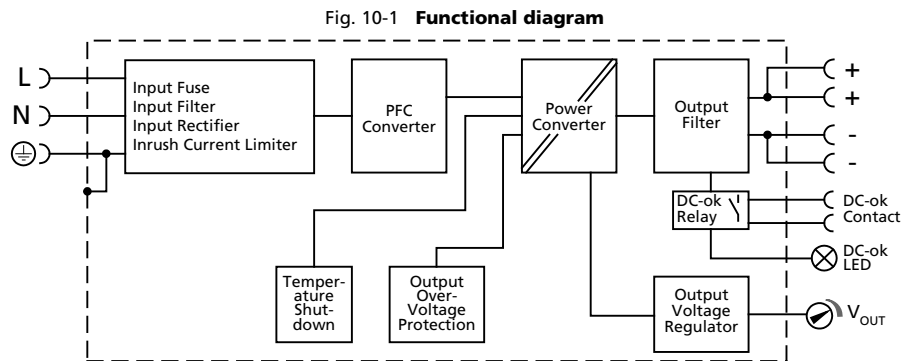 Fig. 10-1 Functional diagram
L
N
Input Fuse
Input Filter
Input Rectifier
Inrush Current Limiter
PFC
Converter
Power
Converter
Output
Filter
+
+
-
-
DC-ok
Relay
DC-ok
Contact
DC-ok
LED
Temper-
ature
Shut-
down
Output
Over-
Voltage
Protection
Output
Voltage
Regulator
VOUT